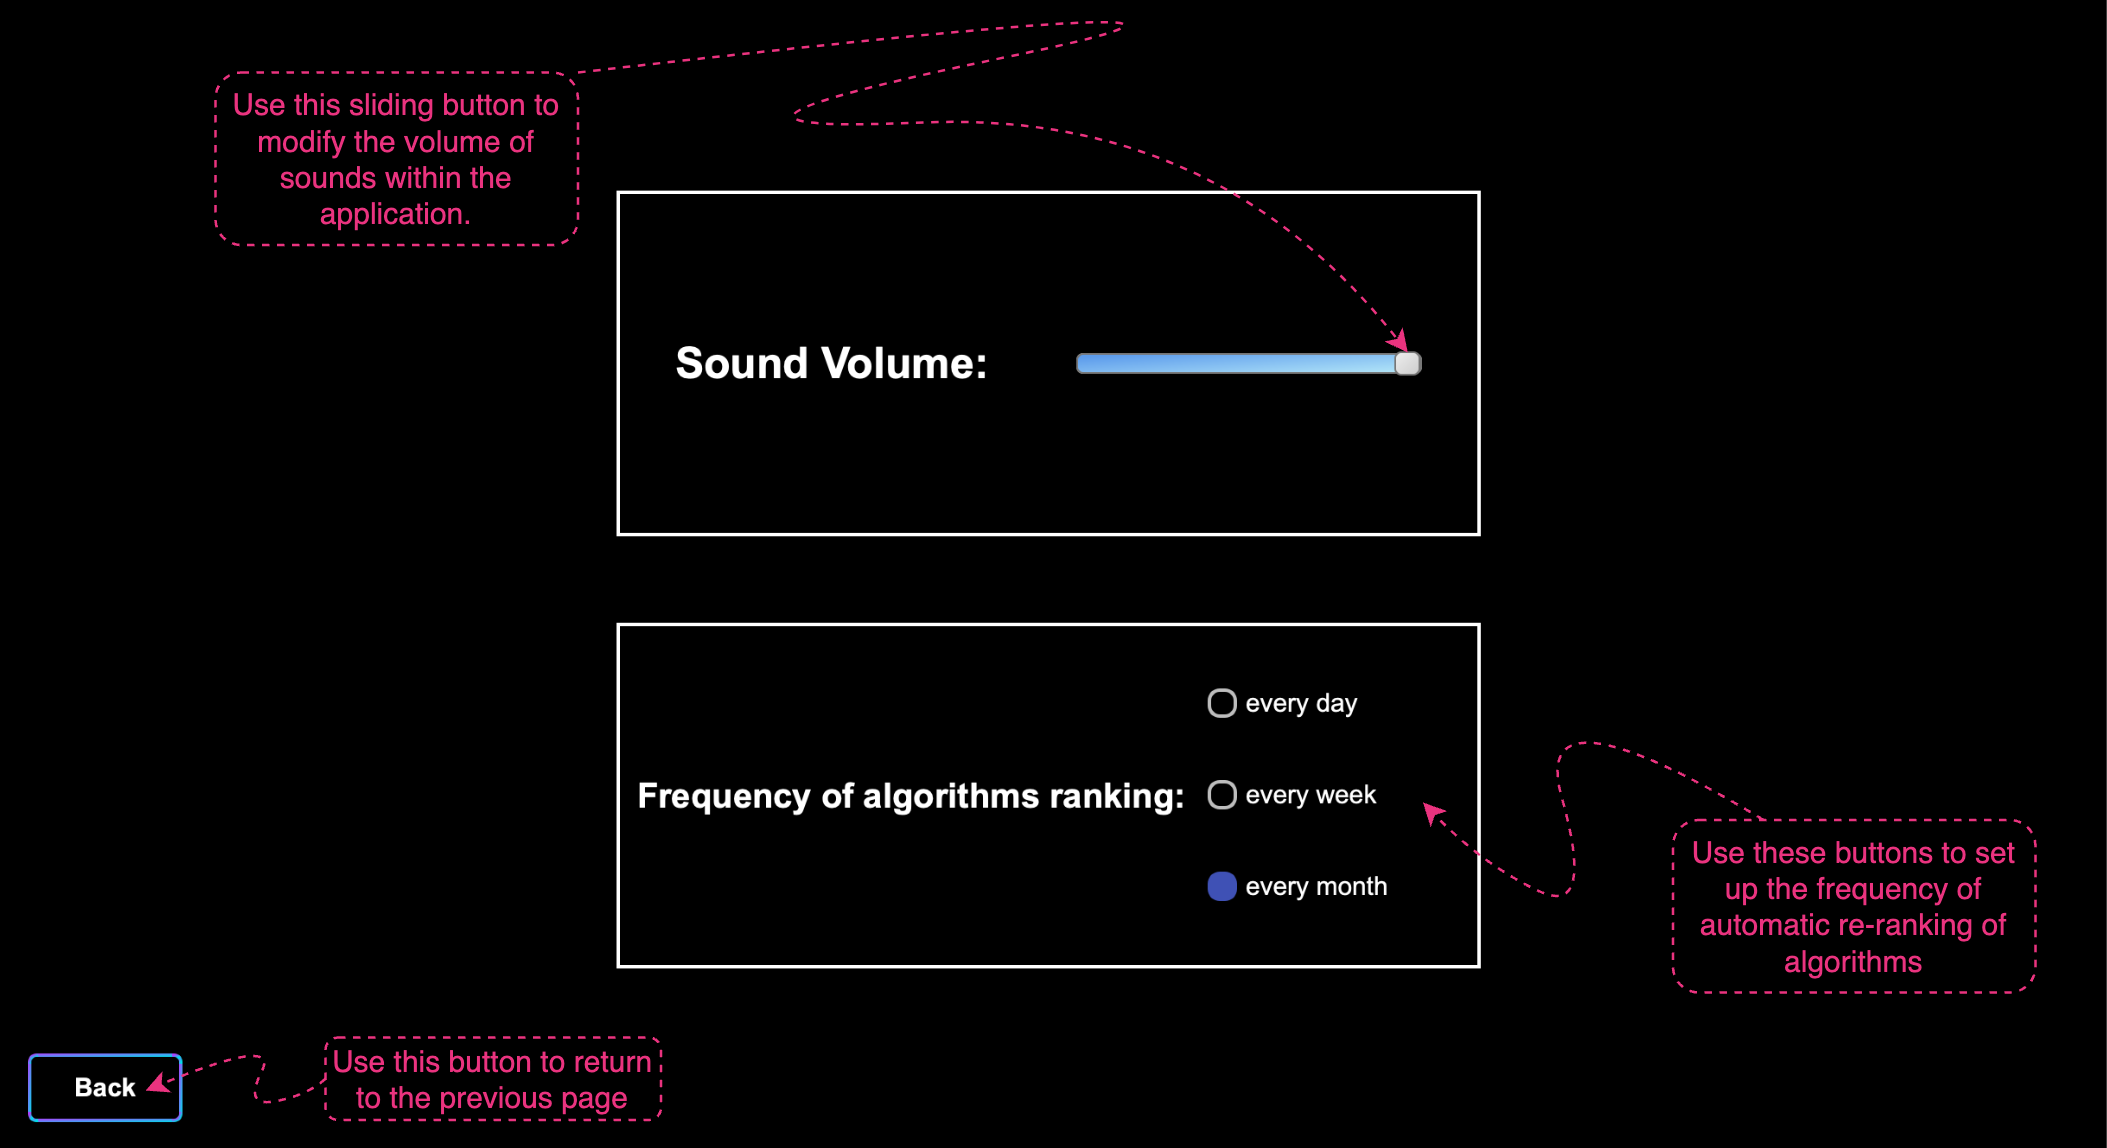 Use this sliding button to
modify the volume of
sounds within the
application.
Sound Volume:
Frequency of algorithms ranking:
every day
every week
every month
Use these buttons to set
up the frequency of
automatic re-ranking of
algorithms
Back
Use this button to return
to the previous page